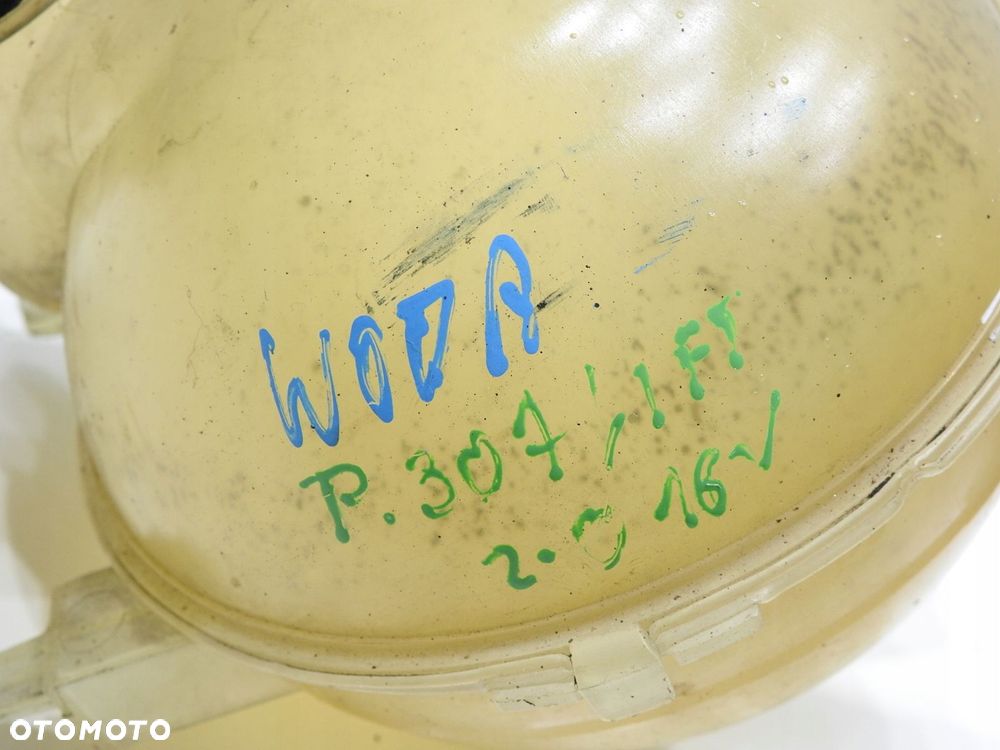 WODA
P. 307 LIFT
2.0 16V
OTOMOTO